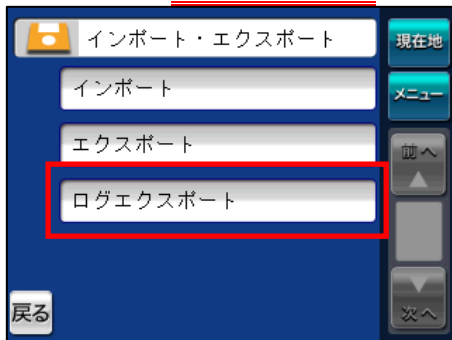 インポート・エクスポート
現在地
インポート
メニュー
エクスポート
前へ
ログエクスポート
戻る
次へ